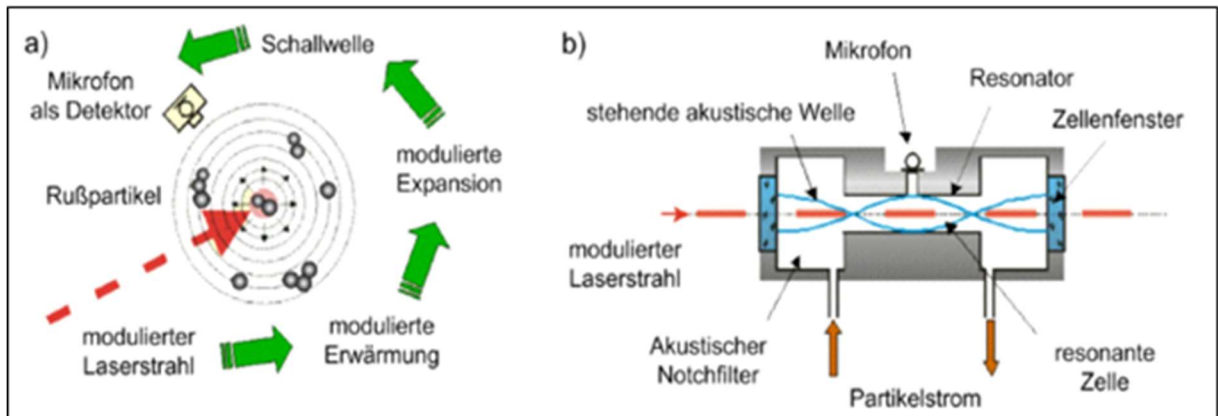 a)
Schallwelle
Mikrofon
als Detektor
Rußpartikel
modulierte
Expansion
modulierter
Laserstrahl
modulierte
Erwärmung
b)
Mikrofon
Resonator
stehende akustische Welle
Zellenfenster
modulierter
Laserstrahl
Akustischer
Notchfilter
Partikelstrom
resonante
Zelle